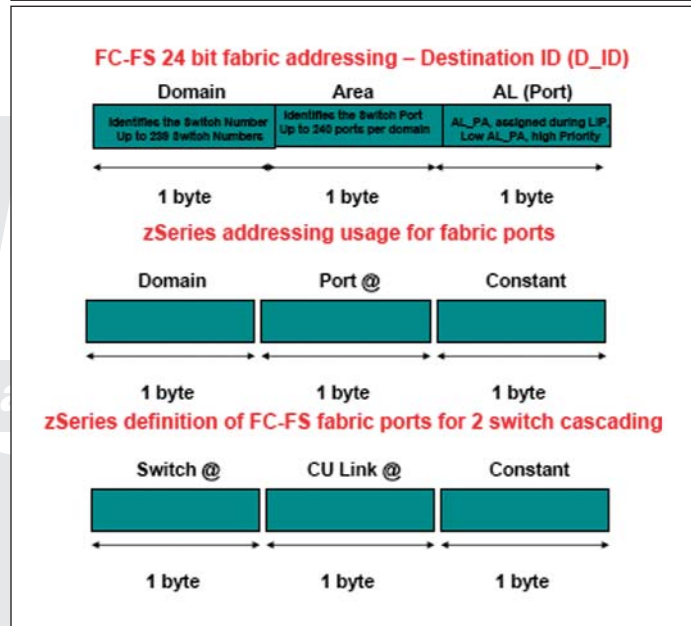 FC-FS 24 bit fabric addressing – Destination ID (D_ID)
Domain Area AL (Port)
Identifies the Switch Number
Up to 239 Switch Numbers
Identifies the Switch Port
Up to 240 ports per domain
AL_PA, assigned during LIP,
Low AL_PA, high Priority
1 byte 1 byte 1 byte
zSeries addressing usage for fabric ports
Domain Port @ Constant
1 byte 1 byte 1 byte
zSeries definition of FC-FS fabric ports for 2 switch cascading
Switch @ CU Link @ Constant
1 byte 1 byte 1 byte